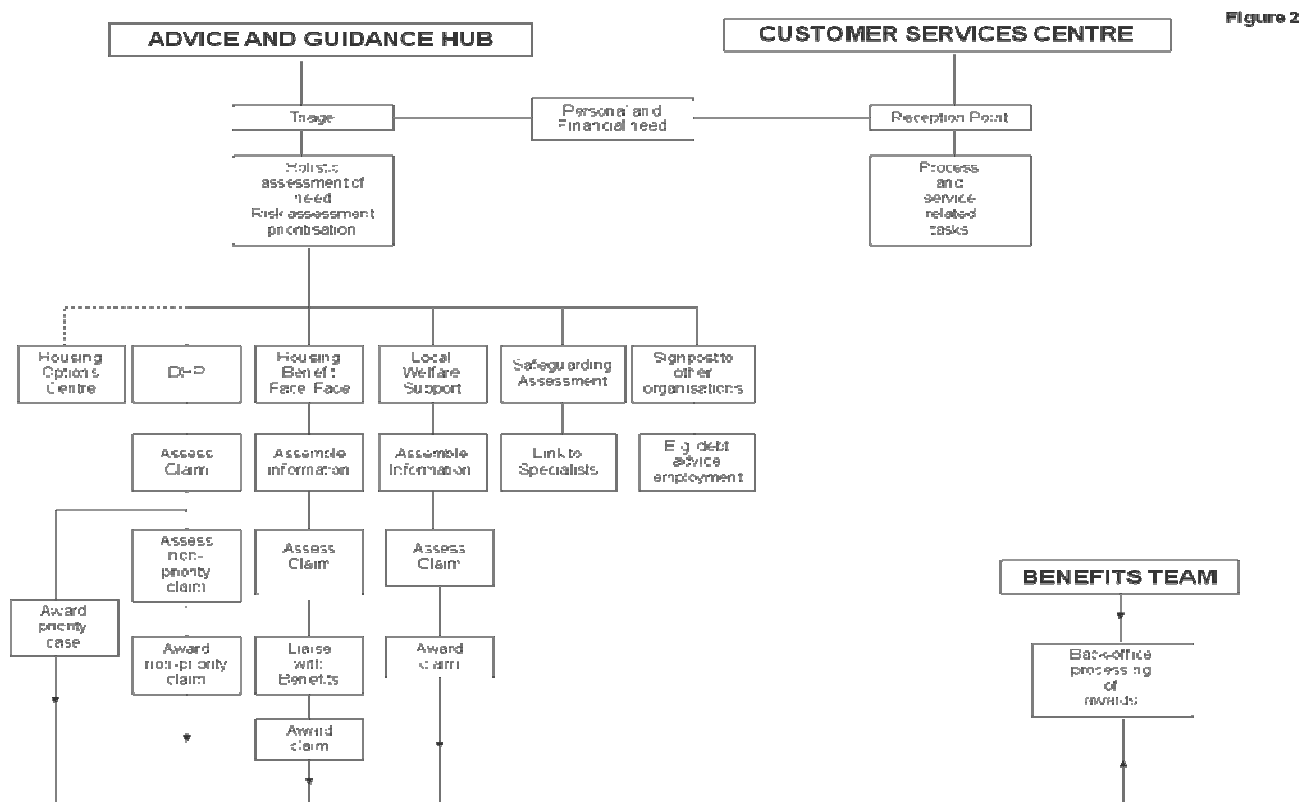 Figure 2
ADVICE AND GUIDANCE HUB
CUSTOMER SERVICES CENTRE
Triage
Personal and
Financial need
Reception Point
Holistic
assessment of
need
Risk assessment
prioritisation
Process
and
service
related
tasks
Housing
Options
Centre
DHP
Housing
Benefit
Face Face
Local
Welfare
Support
Safeguarding
Assessment
Signpost to
other
organisations
Assess
Claim
Assemble
information
Assemble
Information
Link to
Specialists
E.g. debt
advice
employment
Assess
non-
priority
claim
Assess
Claim
Assess
Claim
BENEFITS TEAM
Award
priority
case
Award
non-priority
claim
Liaise
with
Benefits
Award
claim
Back-office
processing
of
awards
Award
claim